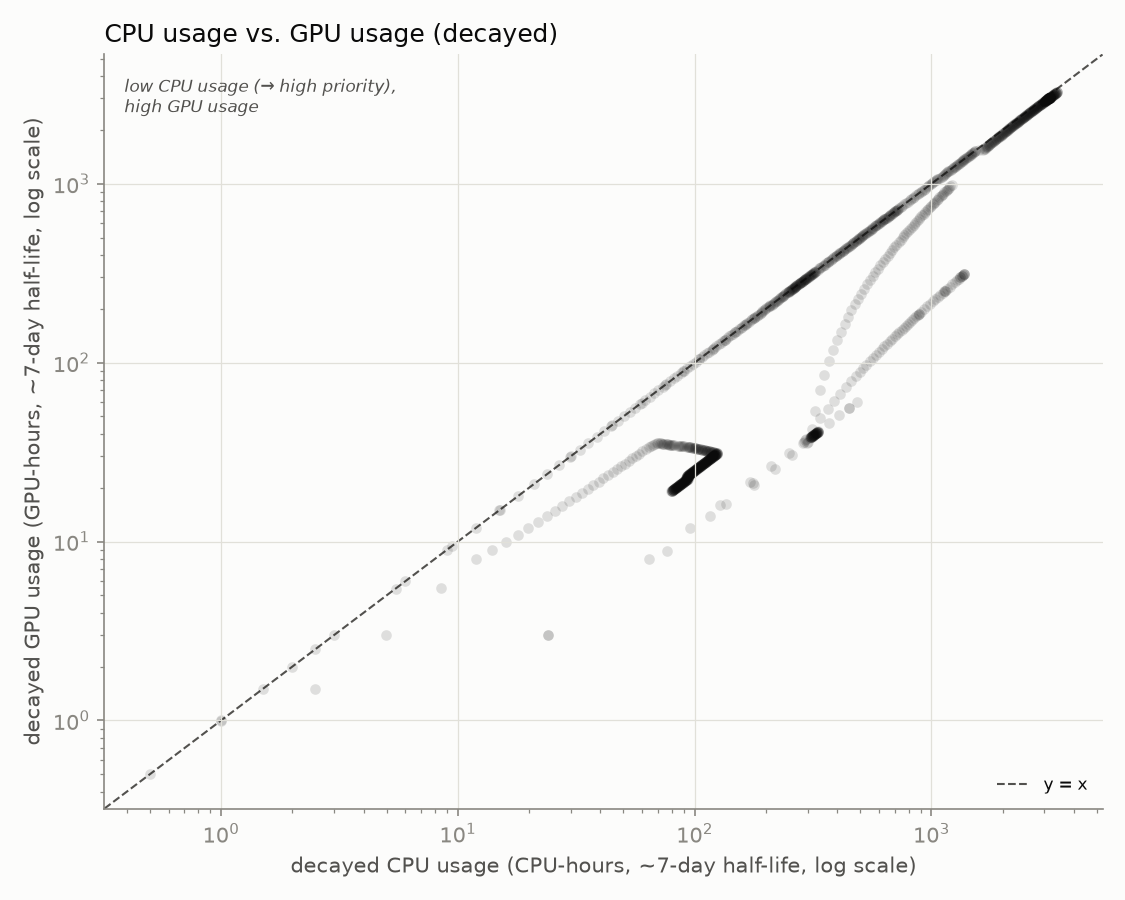 CPU usage vs. GPU usage (decayed)
low CPU usage (→ high priority),
high GPU usage
decayed GPU usage (GPU-hours, ~7-day half-life, log scale)
10³
10²
10¹
10⁰
y = x
10⁰ 10¹ 10² 10³
decayed CPU usage (CPU-hours, ~7-day half-life, log scale)